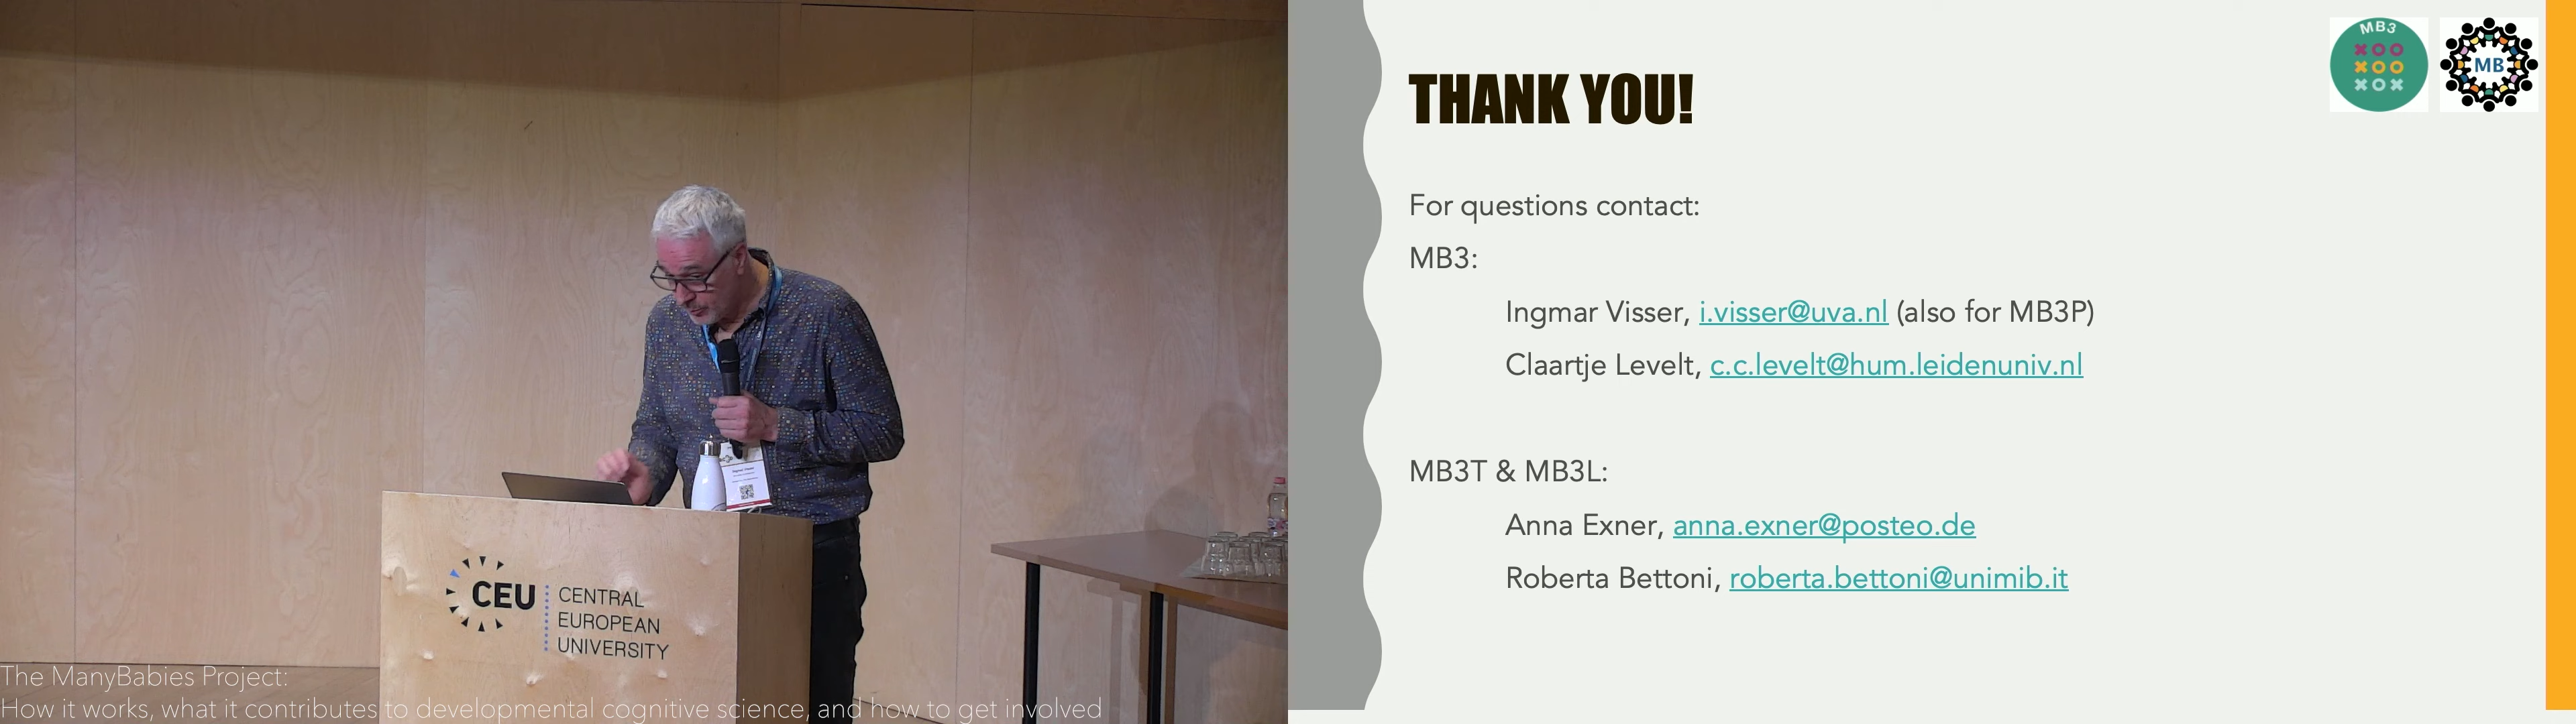 CEU
CENTRAL
EUROPEAN
UNIVERSITY
The ManyBabies Project:
How it works, what it contributes to developmental cognitive science, and how to get involved
THANK YOU!
For questions contact:
MB3:
Ingmar Visser, i.visser@uva.nl (also for MB3P)
Claartje Levelt, c.c.levelt@hum.leidenuniv.nl
MB3T & MB3L:
Anna Exner, anna.exner@posteo.de
Roberta Bettoni, roberta.bettoni@unimib.it
MB3
XOO
XOO
XOX
MB